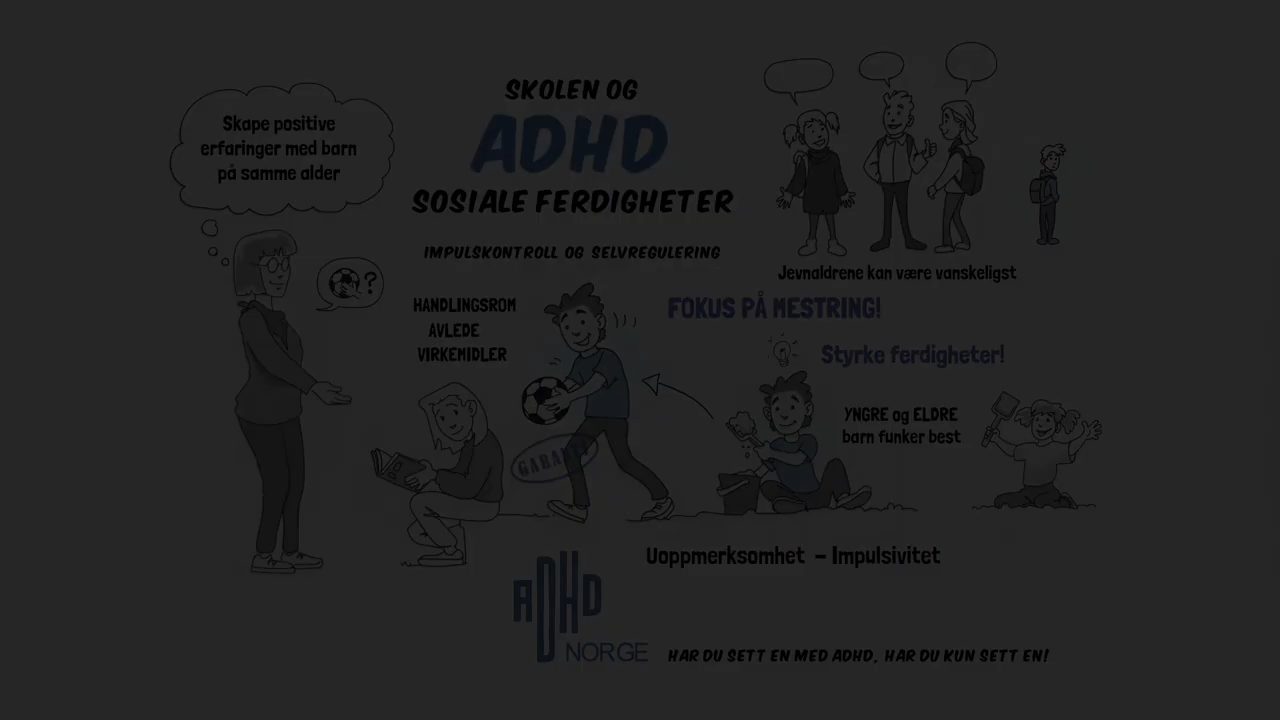 SKOLEN OG
ADHD
SOSIALE FERDIGHETER
IMPULSKONTROLL OG SELVREGULERING
Skape positive
erfaringer med barn
på samme alder
?
HANDLINGSROM
AVLEDE
VIRKEMIDLER
GARANTI
Jevnaldrene kan være vanskeligst
FOKUS PÅ MESTRING!
Styrke ferdigheter!
YNGRE og ELDRE
barn funker best
Uoppmerksomhet – Impulsivitet
ADHD
NORGE
HAR DU SETT EN MED ADHD, HAR DU KUN SETT EN!